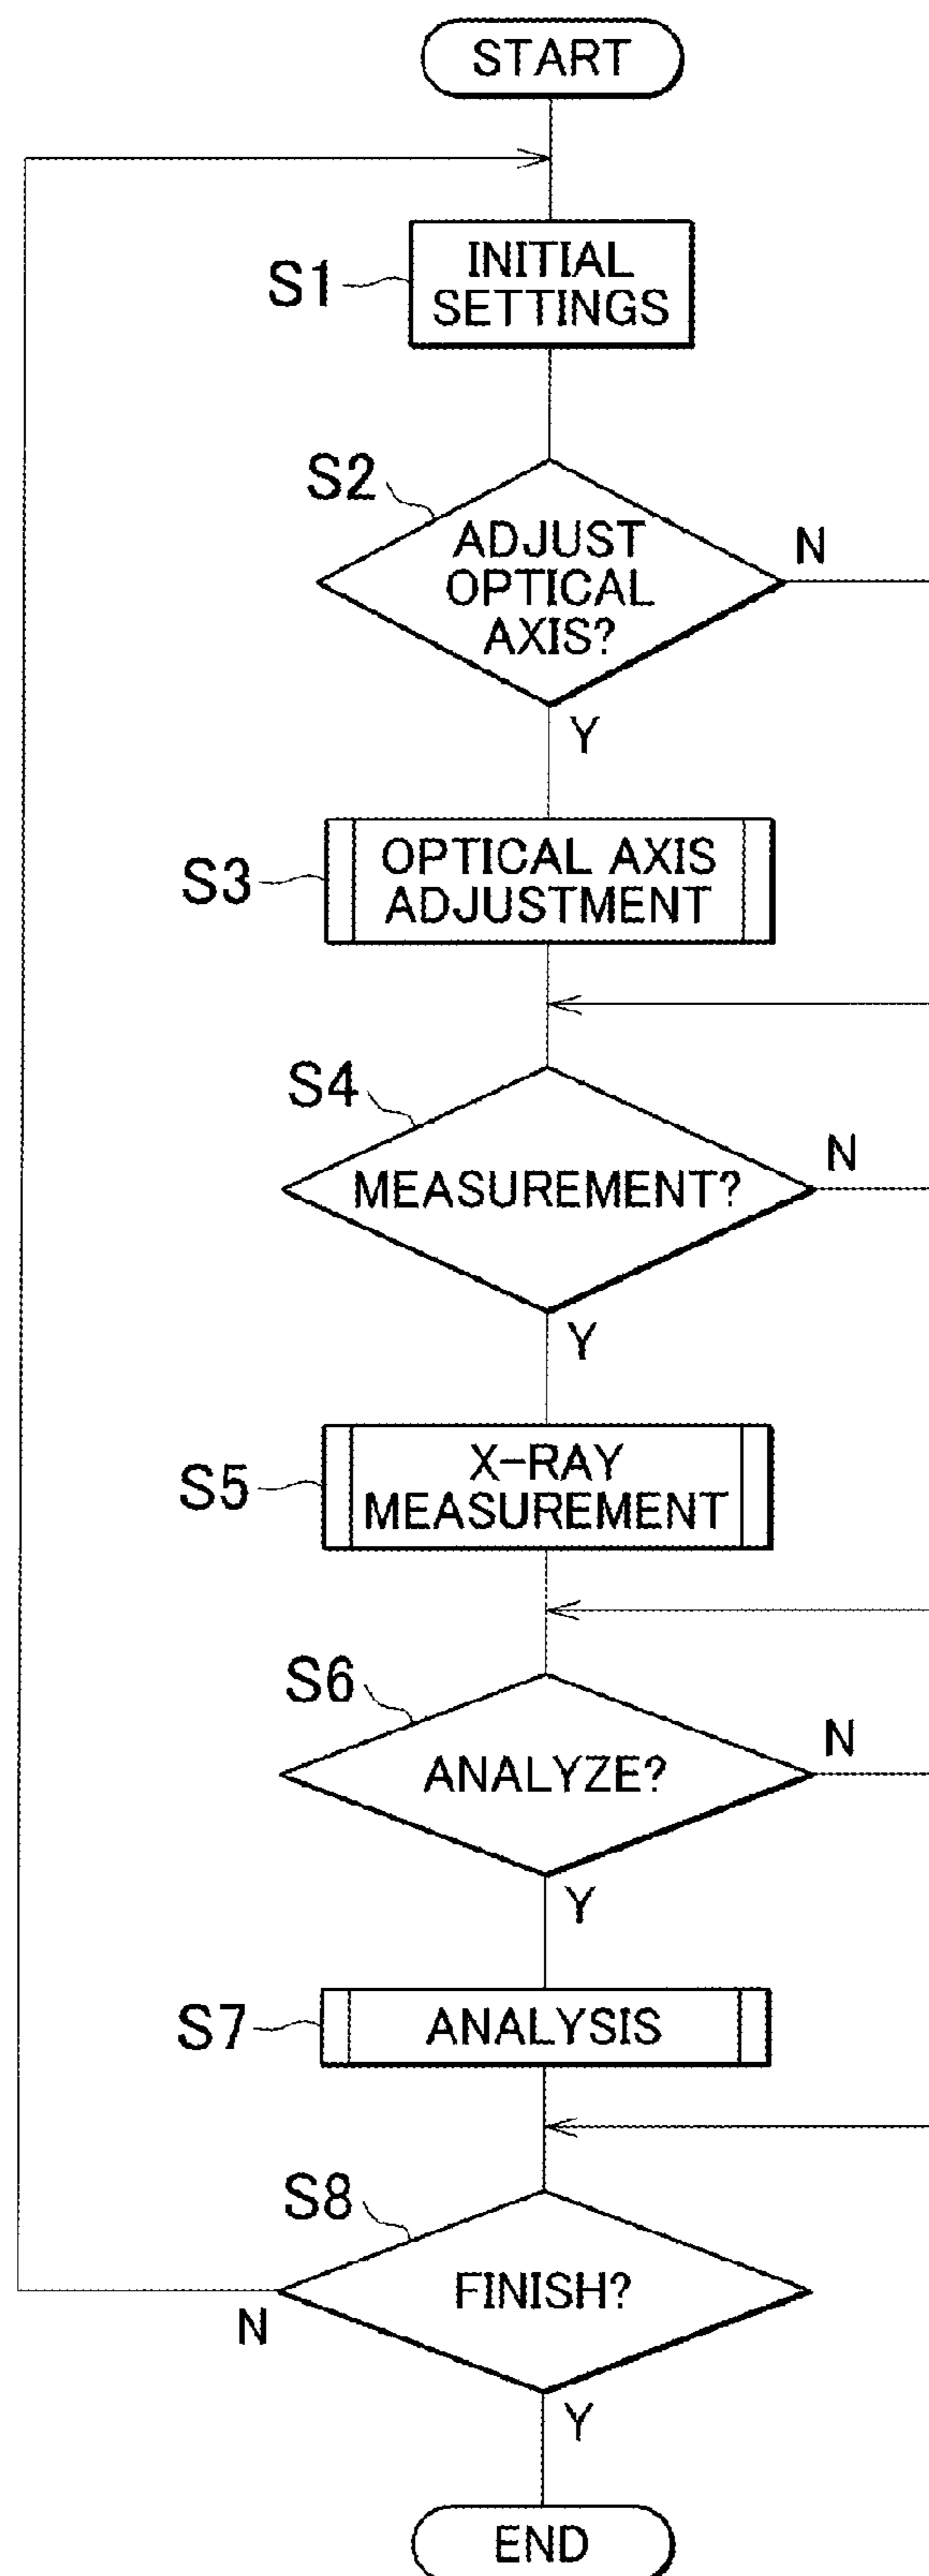 START
S1
INITIAL
SETTINGS
S2
ADJUST
OPTICAL
AXIS?
N
Y
S3
OPTICAL AXIS
ADJUSTMENT
S4
MEASUREMENT?
N
Y
S5
X-RAY
MEASUREMENT
S6
ANALYZE?
N
Y
S7
ANALYSIS
S8
FINISH?
N
Y
END